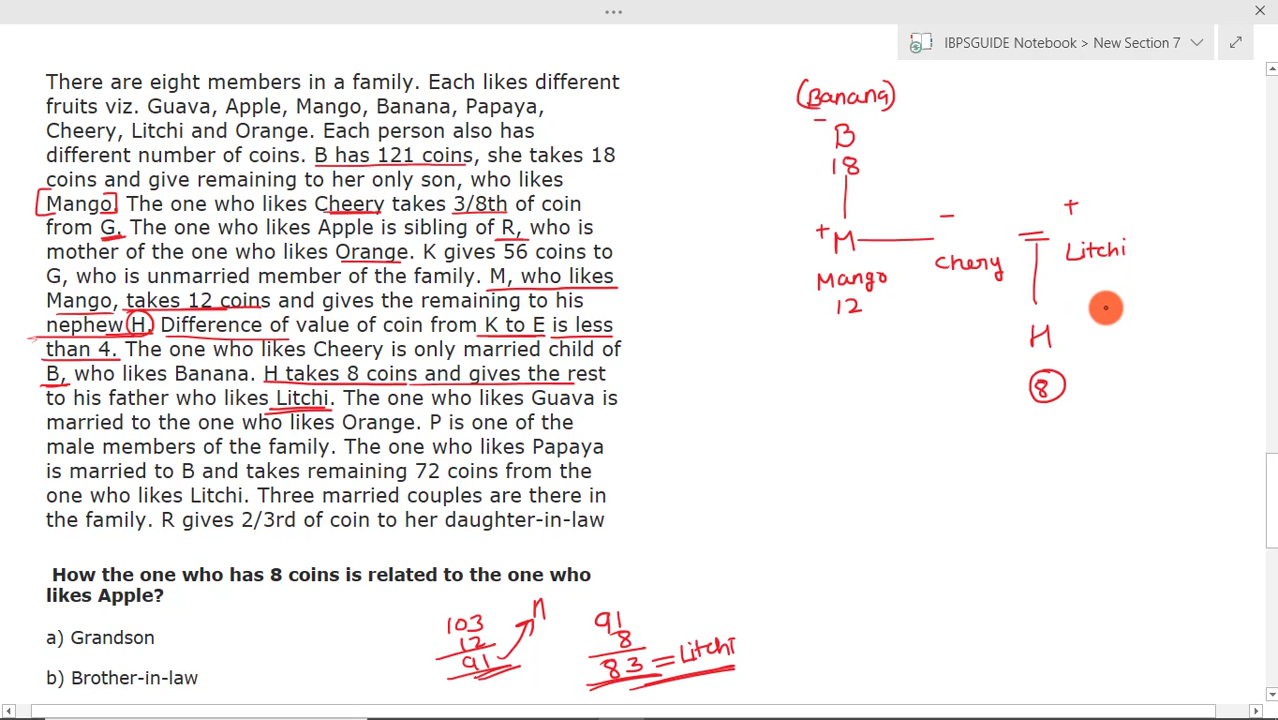 IBPSGUIDE Notebook > New Section 7
There are eight members in a family. Each likes different
fruits viz. Guava, Apple, Mango, Banana, Papaya,
Cheery, Litchi and Orange. Each person also has
different number of coins. B has 121 coins, she takes 18
coins and give remaining to her only son, who likes
Mango. The one who likes Cheery takes 3/8th of coin
from G. The one who likes Apple is sibling of R, who is
mother of the one who likes Orange. K gives 56 coins to
G, who is unmarried member of the family. M, who likes
Mango, takes 12 coins and gives the remaining to his
nephew H. Difference of value of coin from K to E is less
than 4. The one who likes Cheery is only married child of
B, who likes Banana. H takes 8 coins and gives the rest
to his father who likes Litchi. The one who likes Guava is
married to the one who likes Orange. P is one of the
male members of the family. The one who likes Papaya
is married to B and takes remaining 72 coins from the
one who likes Litchi. Three married couples are there in
the family. R gives 2/3rd of coin to her daughter-in-law
How the one who has 8 coins is related to the one who
likes Apple?
a) Grandson
b) Brother-in-law
(Banana)
- B
18
+ M
Mango
12
-
Chery
+
Litchi
H
8
103
12
91
H
91
8
83 = Litchi